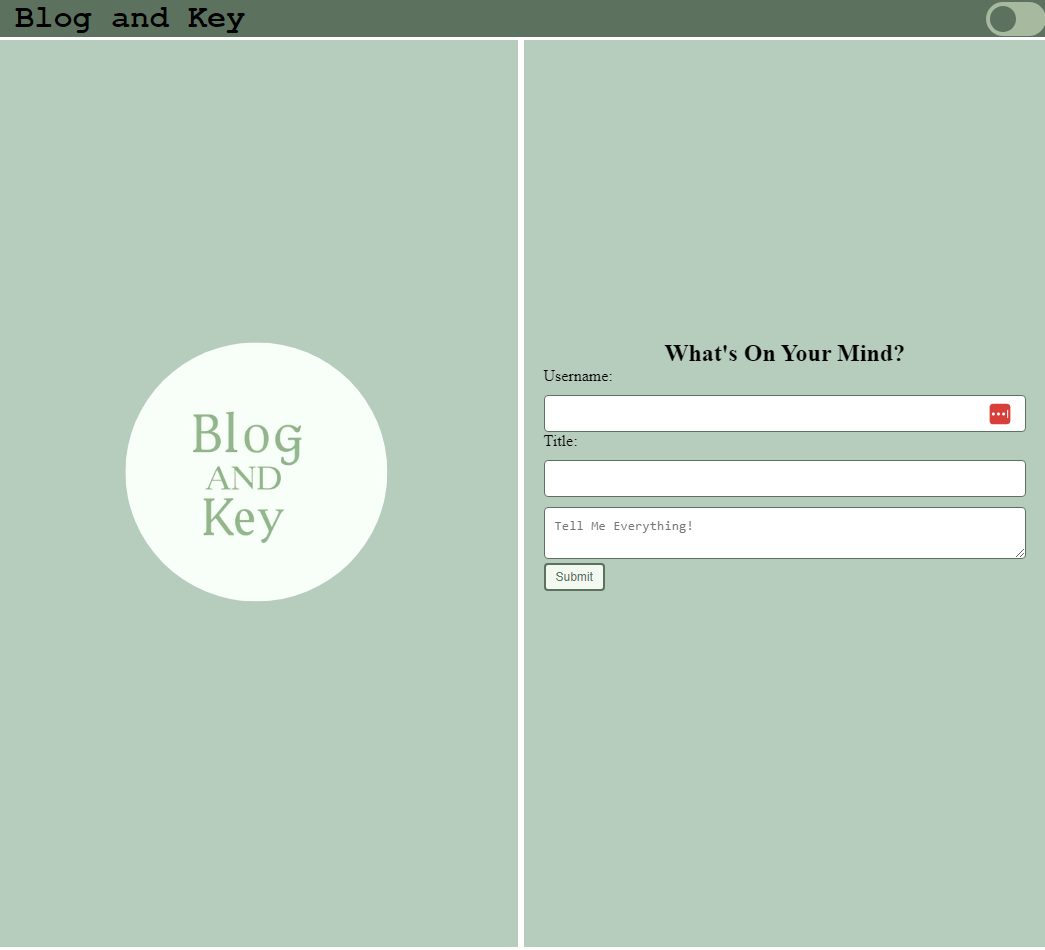 Blog and Key
Blog
AND
Key
What's On Your Mind?
Username:
Title:
Tell Me Everything!
Submit